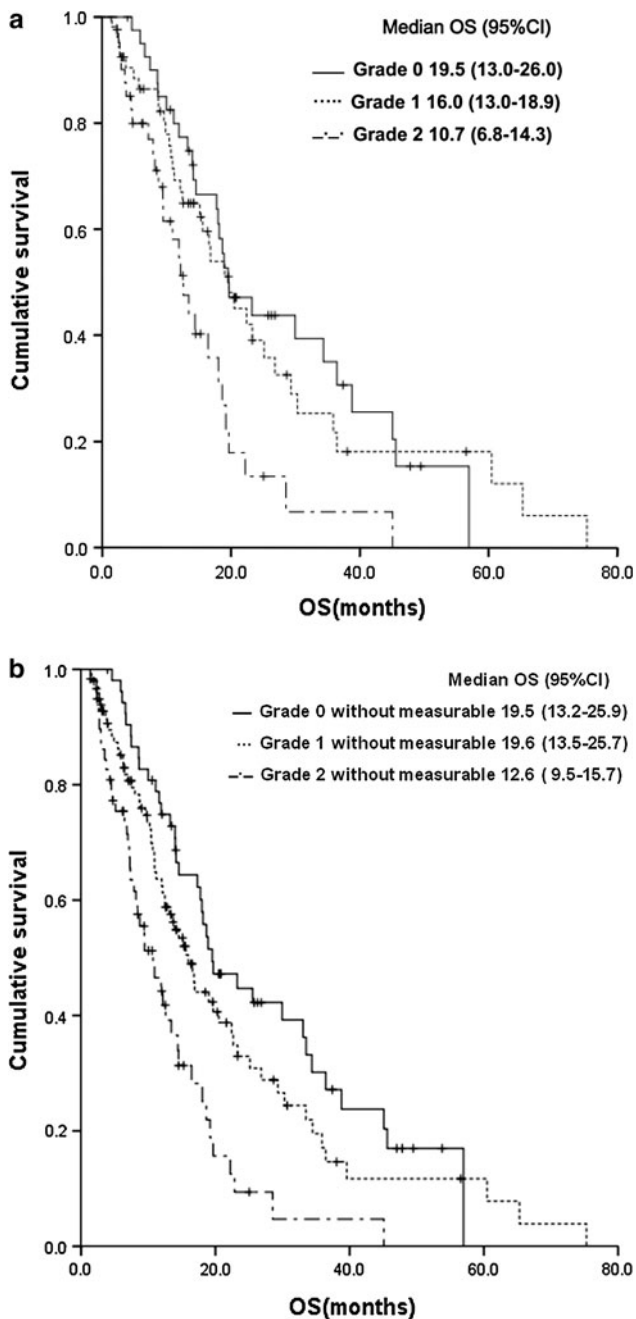 a
Median OS (95%CI)
Grade 0 19.5 (13.0-26.0)
Grade 1 16.0 (13.0-18.9)
Grade 2 10.7 (6.8-14.3)
Cumulative survival
1.0
0.8
0.6
0.4
0.2
0.0
0.0 20.0 40.0 60.0 80.0
OS(months)
b
Median OS (95%CI)
Grade 0 without measurable 19.5 (13.2-25.9)
Grade 1 without measurable 19.6 (13.5-25.7)
Grade 2 without measurable 12.6 ( 9.5-15.7)
Cumulative survival
1.0
0.8
0.6
0.4
0.2
0.0
0.0 20.0 40.0 60.0 80.0
OS(months)